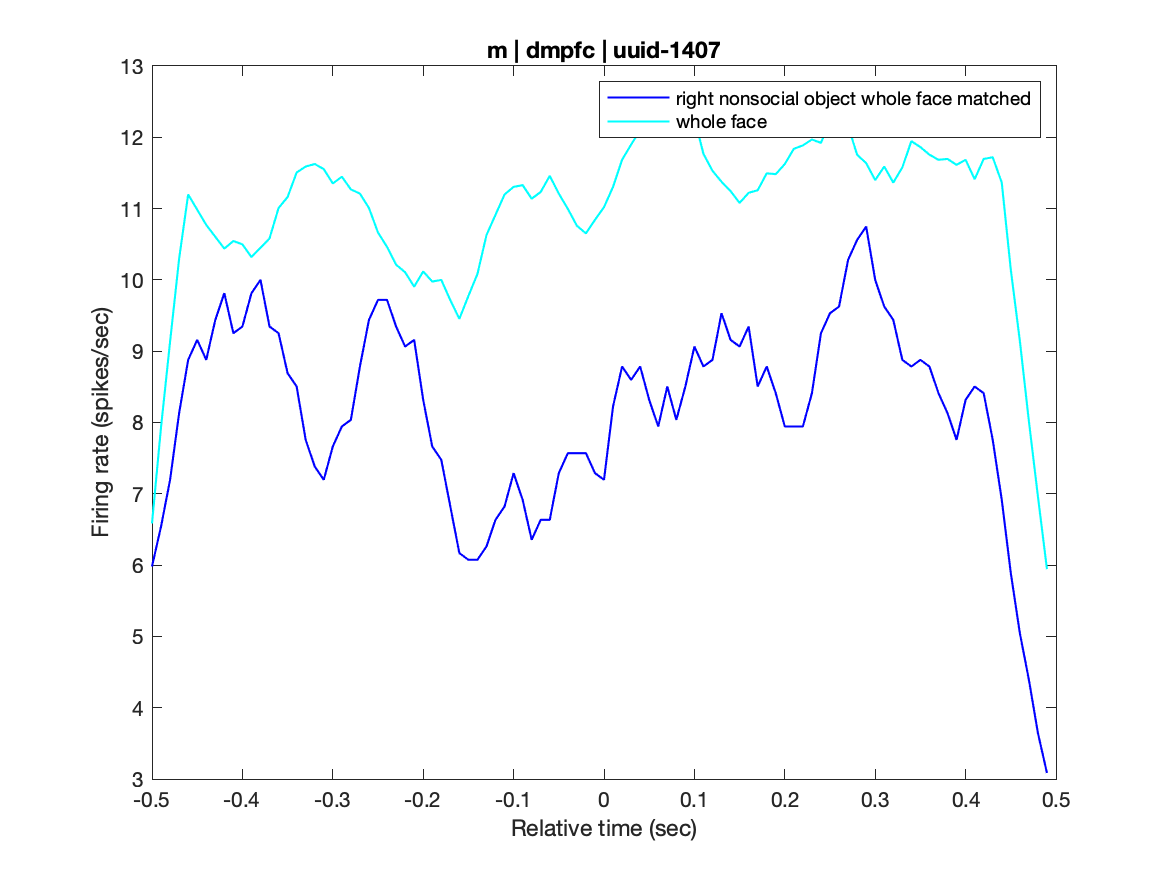 m | dmpfc | uuid-1407
13
12
11
10
9
8
7
6
5
4
3
right nonsocial object whole face matched
whole face
Firing rate (spikes/sec)
-0.5 -0.4 -0.3 -0.2 -0.1 0 0.1 0.2 0.3 0.4 0.5
Relative time (sec)